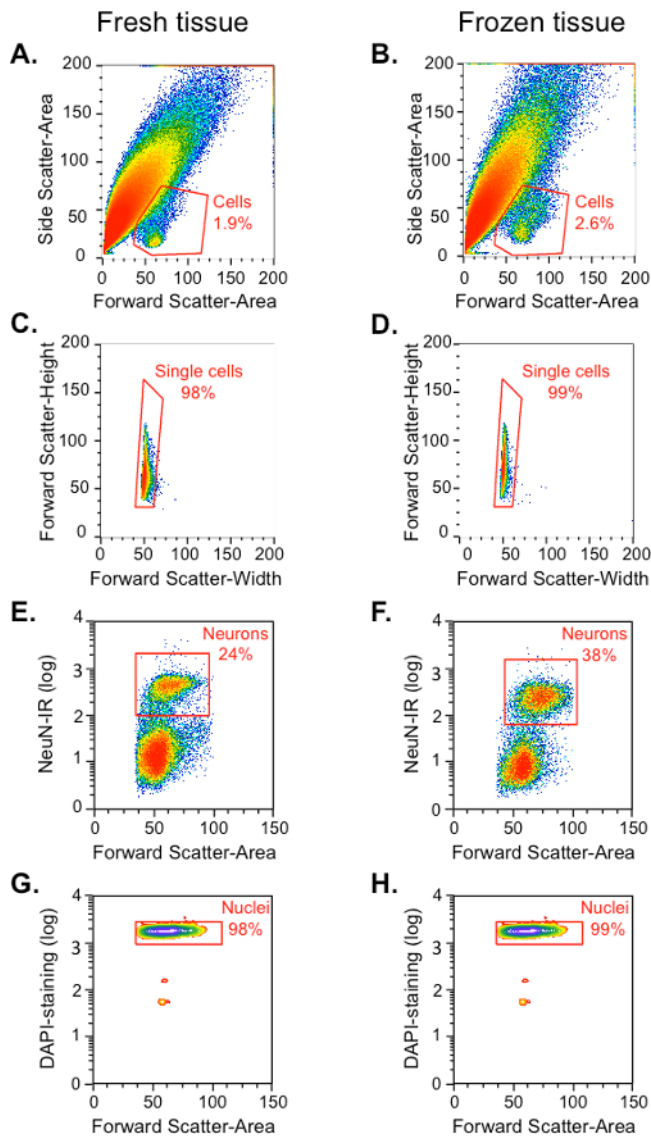 Fresh tissue
Frozen tissue
A.
200
150
100
50
0
Side Scatter-Area
Cells
1.9%
0 50 100 150 200
Forward Scatter-Area
B.
200
150
100
50
0
Side Scatter-Area
Cells
2.6%
0 50 100 150 200
Forward Scatter-Area
C.
200
150
100
50
0
Forward Scatter-Height
Single cells
98%
0 50 100 150 200
Forward Scatter-Width
D.
200
150
100
50
0
Forward Scatter-Height
Single cells
99%
0 50 100 150 200
Forward Scatter-Width
E.
4
3
2
1
0
NeuN-IR (log)
Neurons
24%
0 50 100 150
Forward Scatter-Area
F.
4
3
2
1
0
NeuN-IR (log)
Neurons
38%
0 50 100 150
Forward Scatter-Area
G.
4
3
2
1
0
DAPI-staining (log)
Nuclei
98%
0 50 100 150
Forward Scatter-Area
H.
4
3
2
1
0
DAPI-staining (log)
Nuclei
99%
0 50 100 150
Forward Scatter-Area